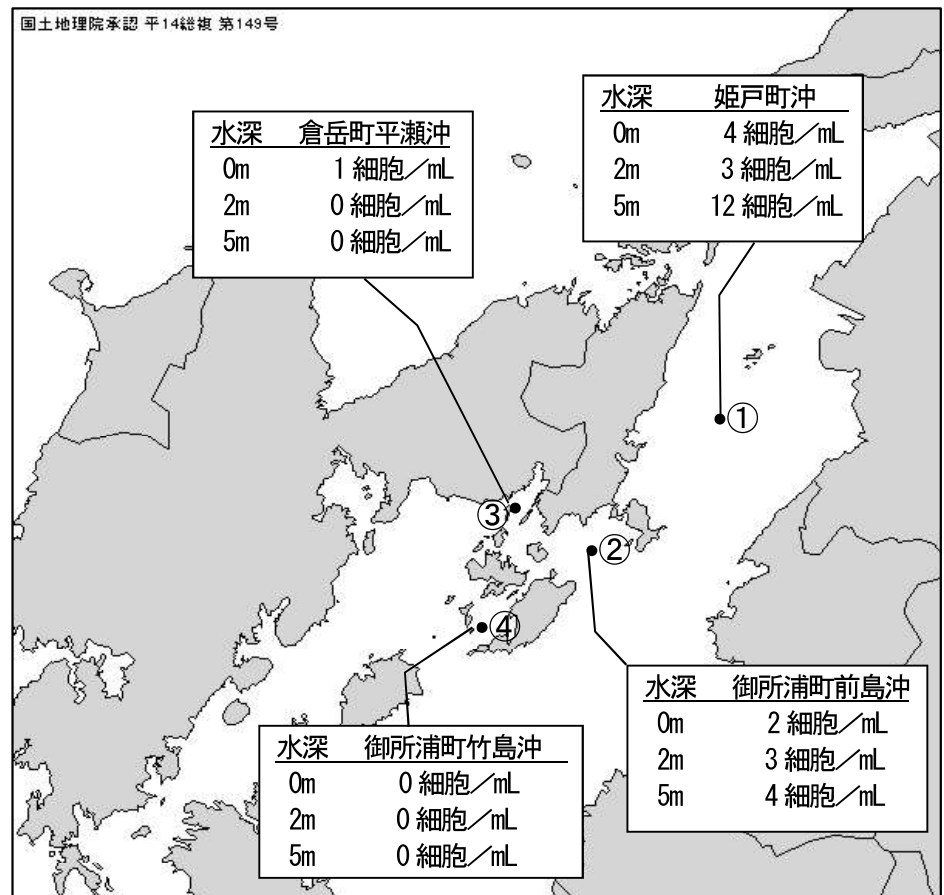 国土地理院承認 平14総複 第149号
水深 姫戸町沖
0m 4 細胞／mL
2m 3 細胞／mL
5m 12 細胞／mL
水深 倉岳町平瀬沖
0m 1 細胞／mL
2m 0 細胞／mL
5m 0 細胞／mL
①
③
②
④
水深 御所浦町前島沖
0m 2 細胞／mL
2m 3 細胞／mL
5m 4 細胞／mL
水深 御所浦町竹島沖
0m 0 細胞／mL
2m 0 細胞／mL
5m 0 細胞／mL